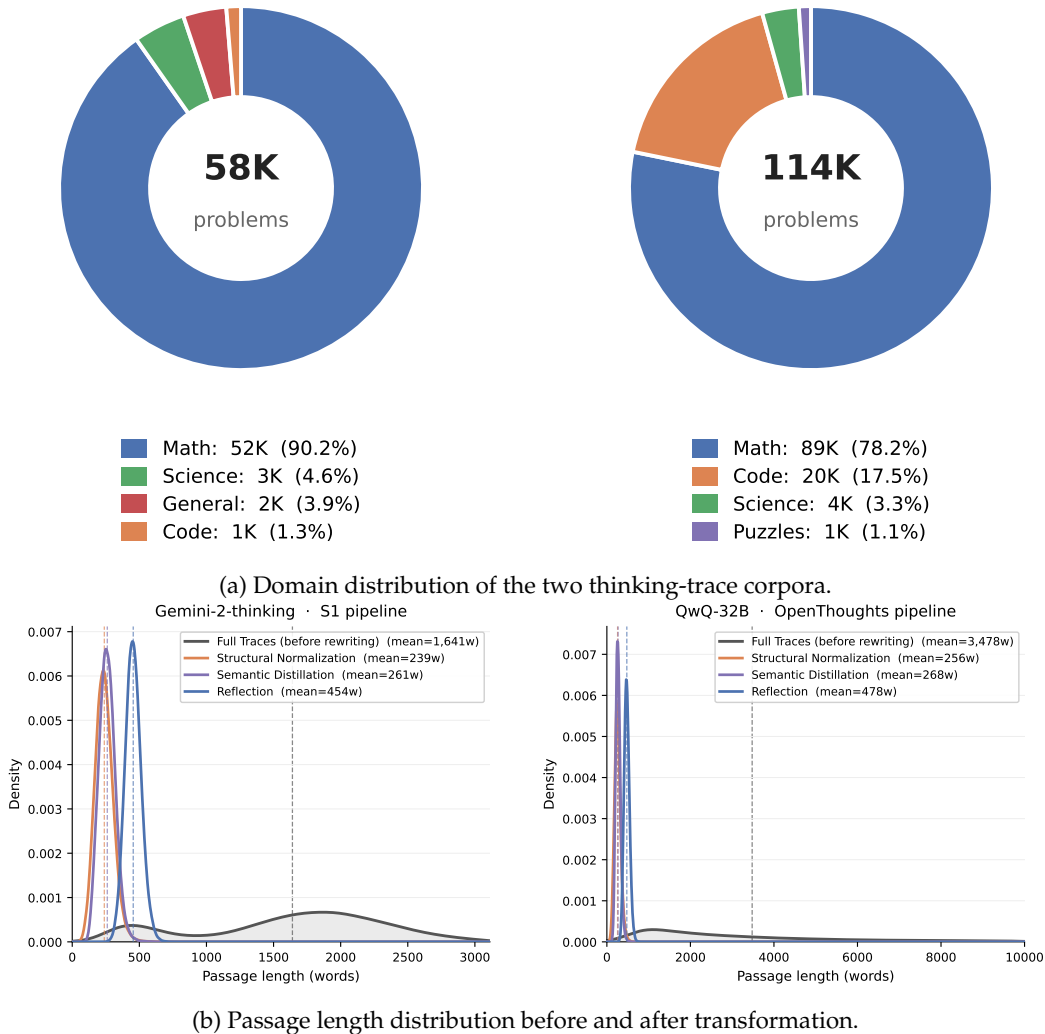 58K
problems
114K
problems
Math: 52K (90.2%)
Science: 3K (4.6%)
General: 2K (3.9%)
Code: 1K (1.3%)
Math: 89K (78.2%)
Code: 20K (17.5%)
Science: 4K (3.3%)
Puzzles: 1K (1.1%)
(a) Domain distribution of the two thinking-trace corpora.
Gemini-2-thinking · S1 pipeline
Full Traces (before rewriting) (mean=1,641w)
Structural Normalization (mean=239w)
Semantic Distillation (mean=261w)
Reflection (mean=454w)
0.007
0.006
0.005
0.004
0.003
0.002
0.001
0.000
Density
0
500
1000
1500
2000
2500
3000
Passage length (words)
QwQ-32B · OpenThoughts pipeline
Full Traces (before rewriting) (mean=3,478w)
Structural Normalization (mean=256w)
Semantic Distillation (mean=268w)
Reflection (mean=478w)
0.007
0.006
0.005
0.004
0.003
0.002
0.001
0.000
Density
0
2000
4000
6000
8000
10000
Passage length (words)
(b) Passage length distribution before and after transformation.